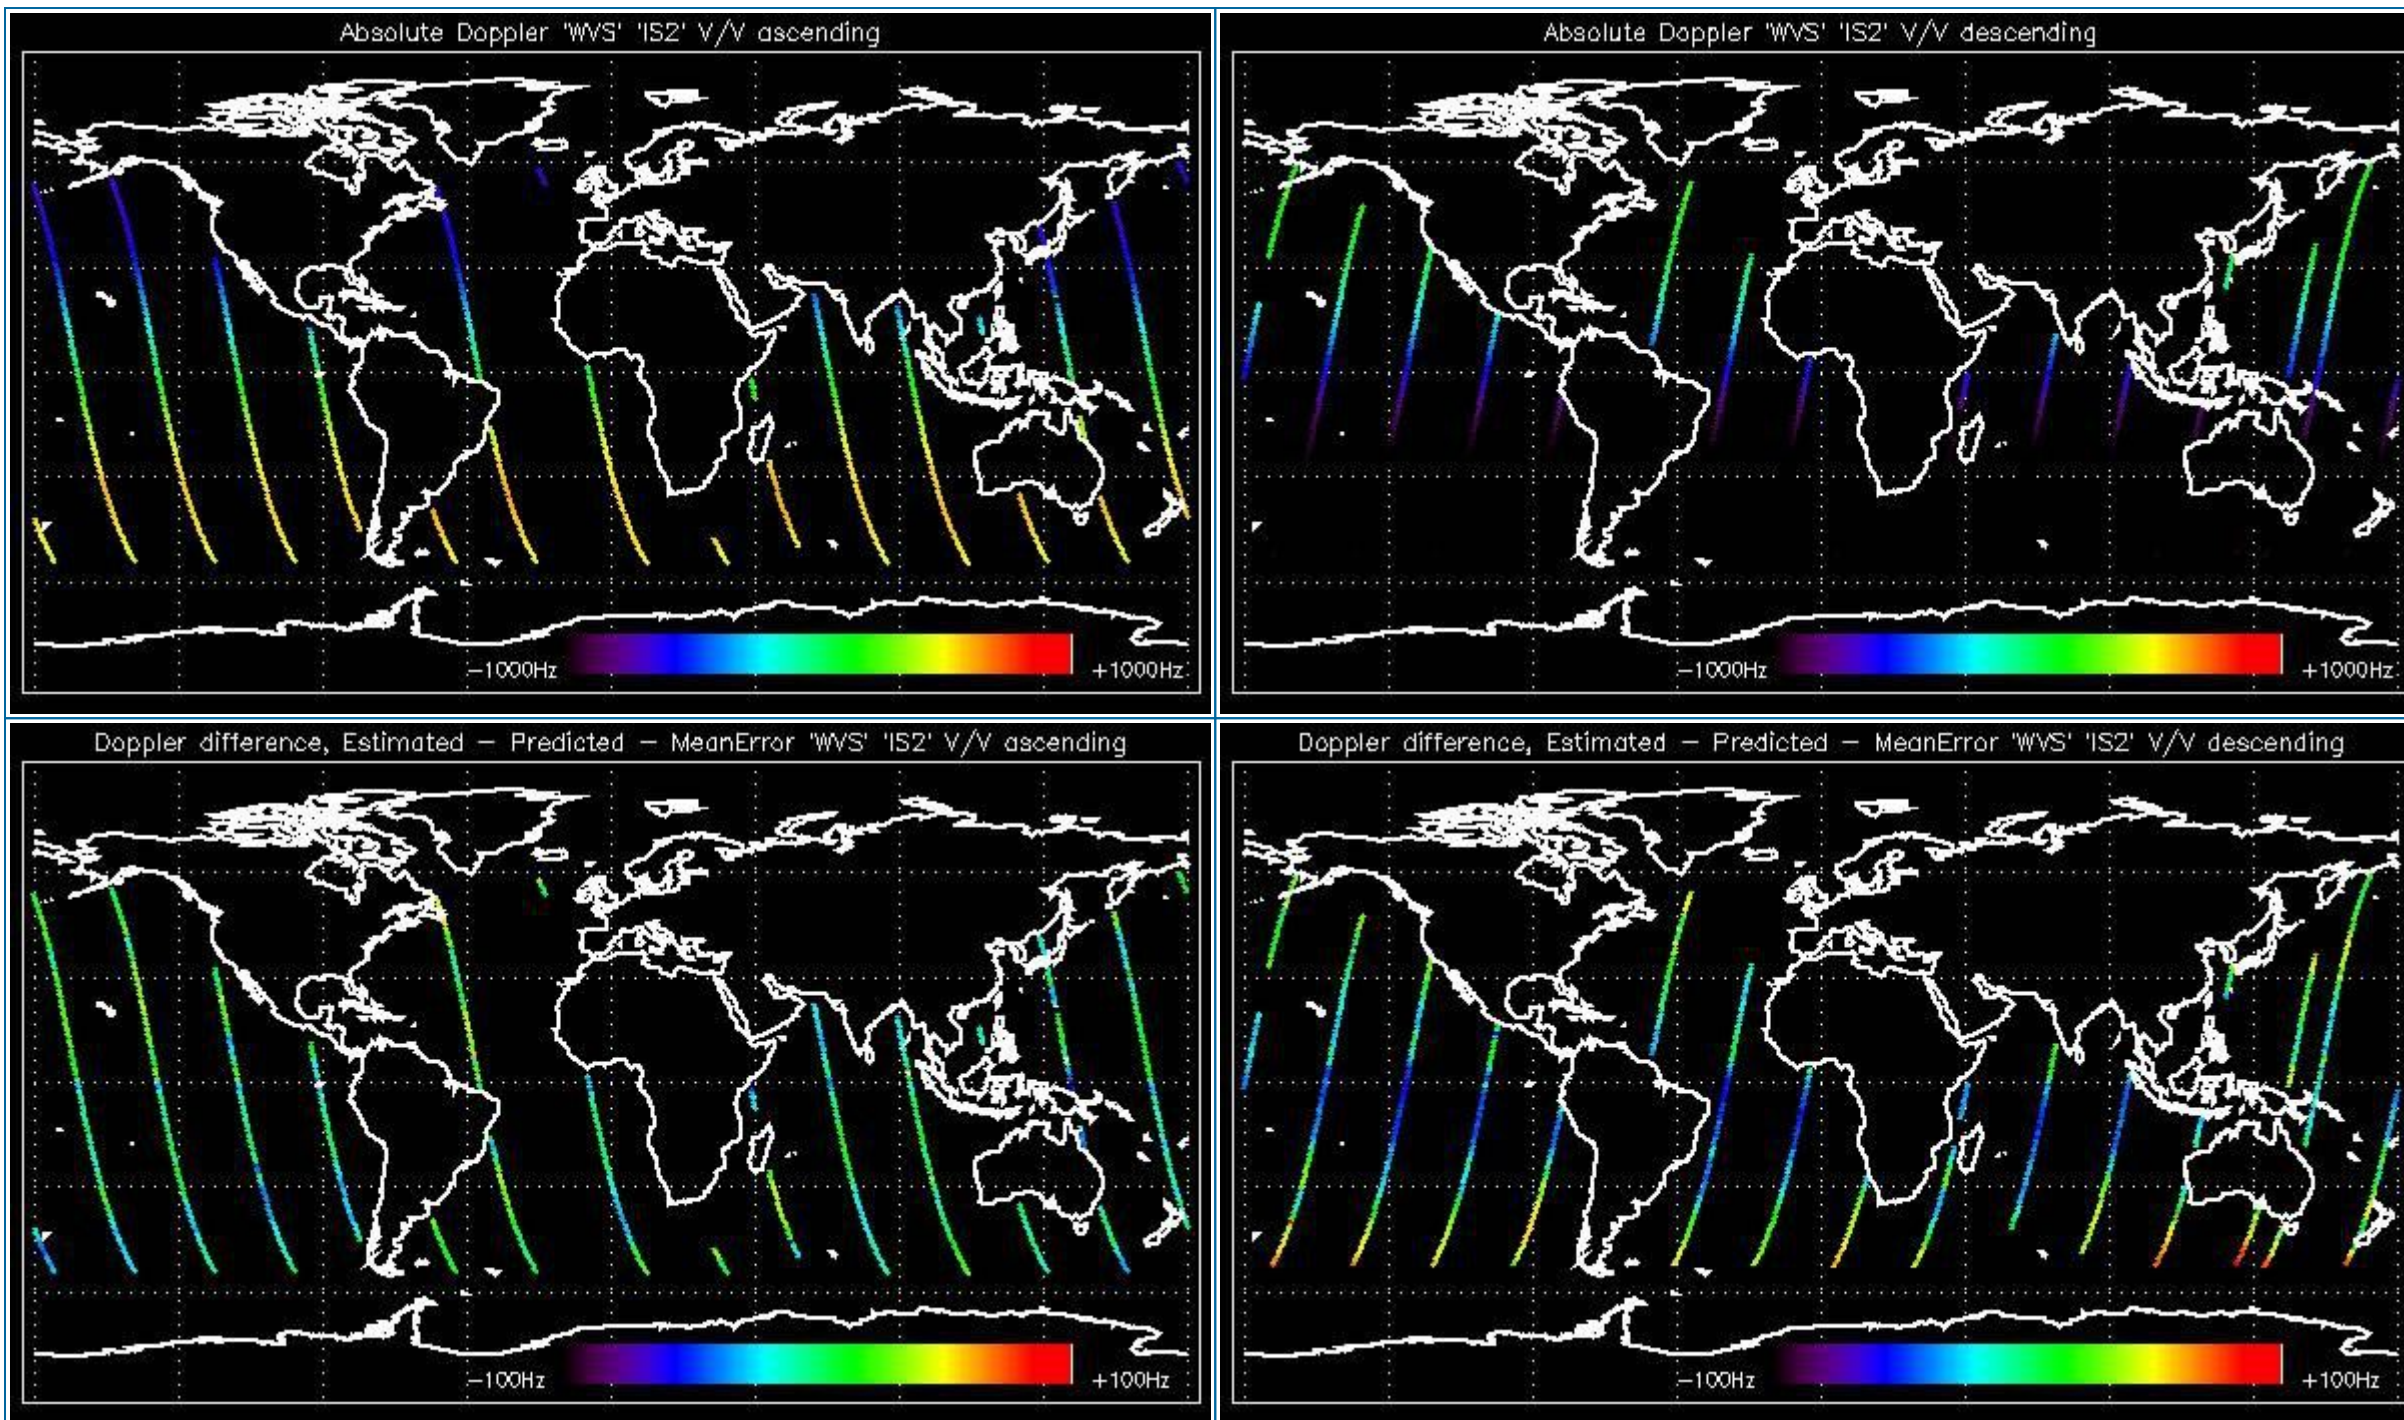 Absolute Doppler 'WVS' 'IS2' V/V ascending
-1000Hz
+1000Hz
Absolute Doppler 'WVS' 'IS2' V/V descending
-1000Hz
+1000Hz
Doppler difference, Estimated - Predicted - MeanError 'WVS' 'IS2' V/V ascending
-100Hz
+100Hz
Doppler difference, Estimated - Predicted - MeanError 'WVS' 'IS2' V/V descending
-100Hz
+100Hz